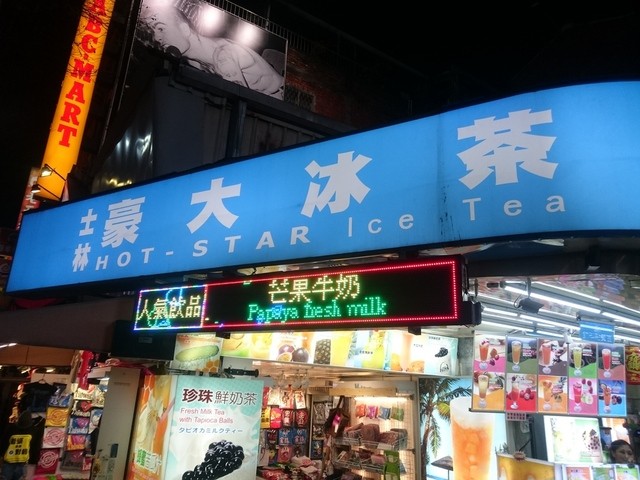 ABC-MART
士林
豪大冰茶
HOT-STAR Ice Tea
人氣飲品
芒果牛奶
Papaya fresh milk
珍珠鮮奶茶
Fresh Milk Tea
with Tapioca Balls
タピオカミルクティー